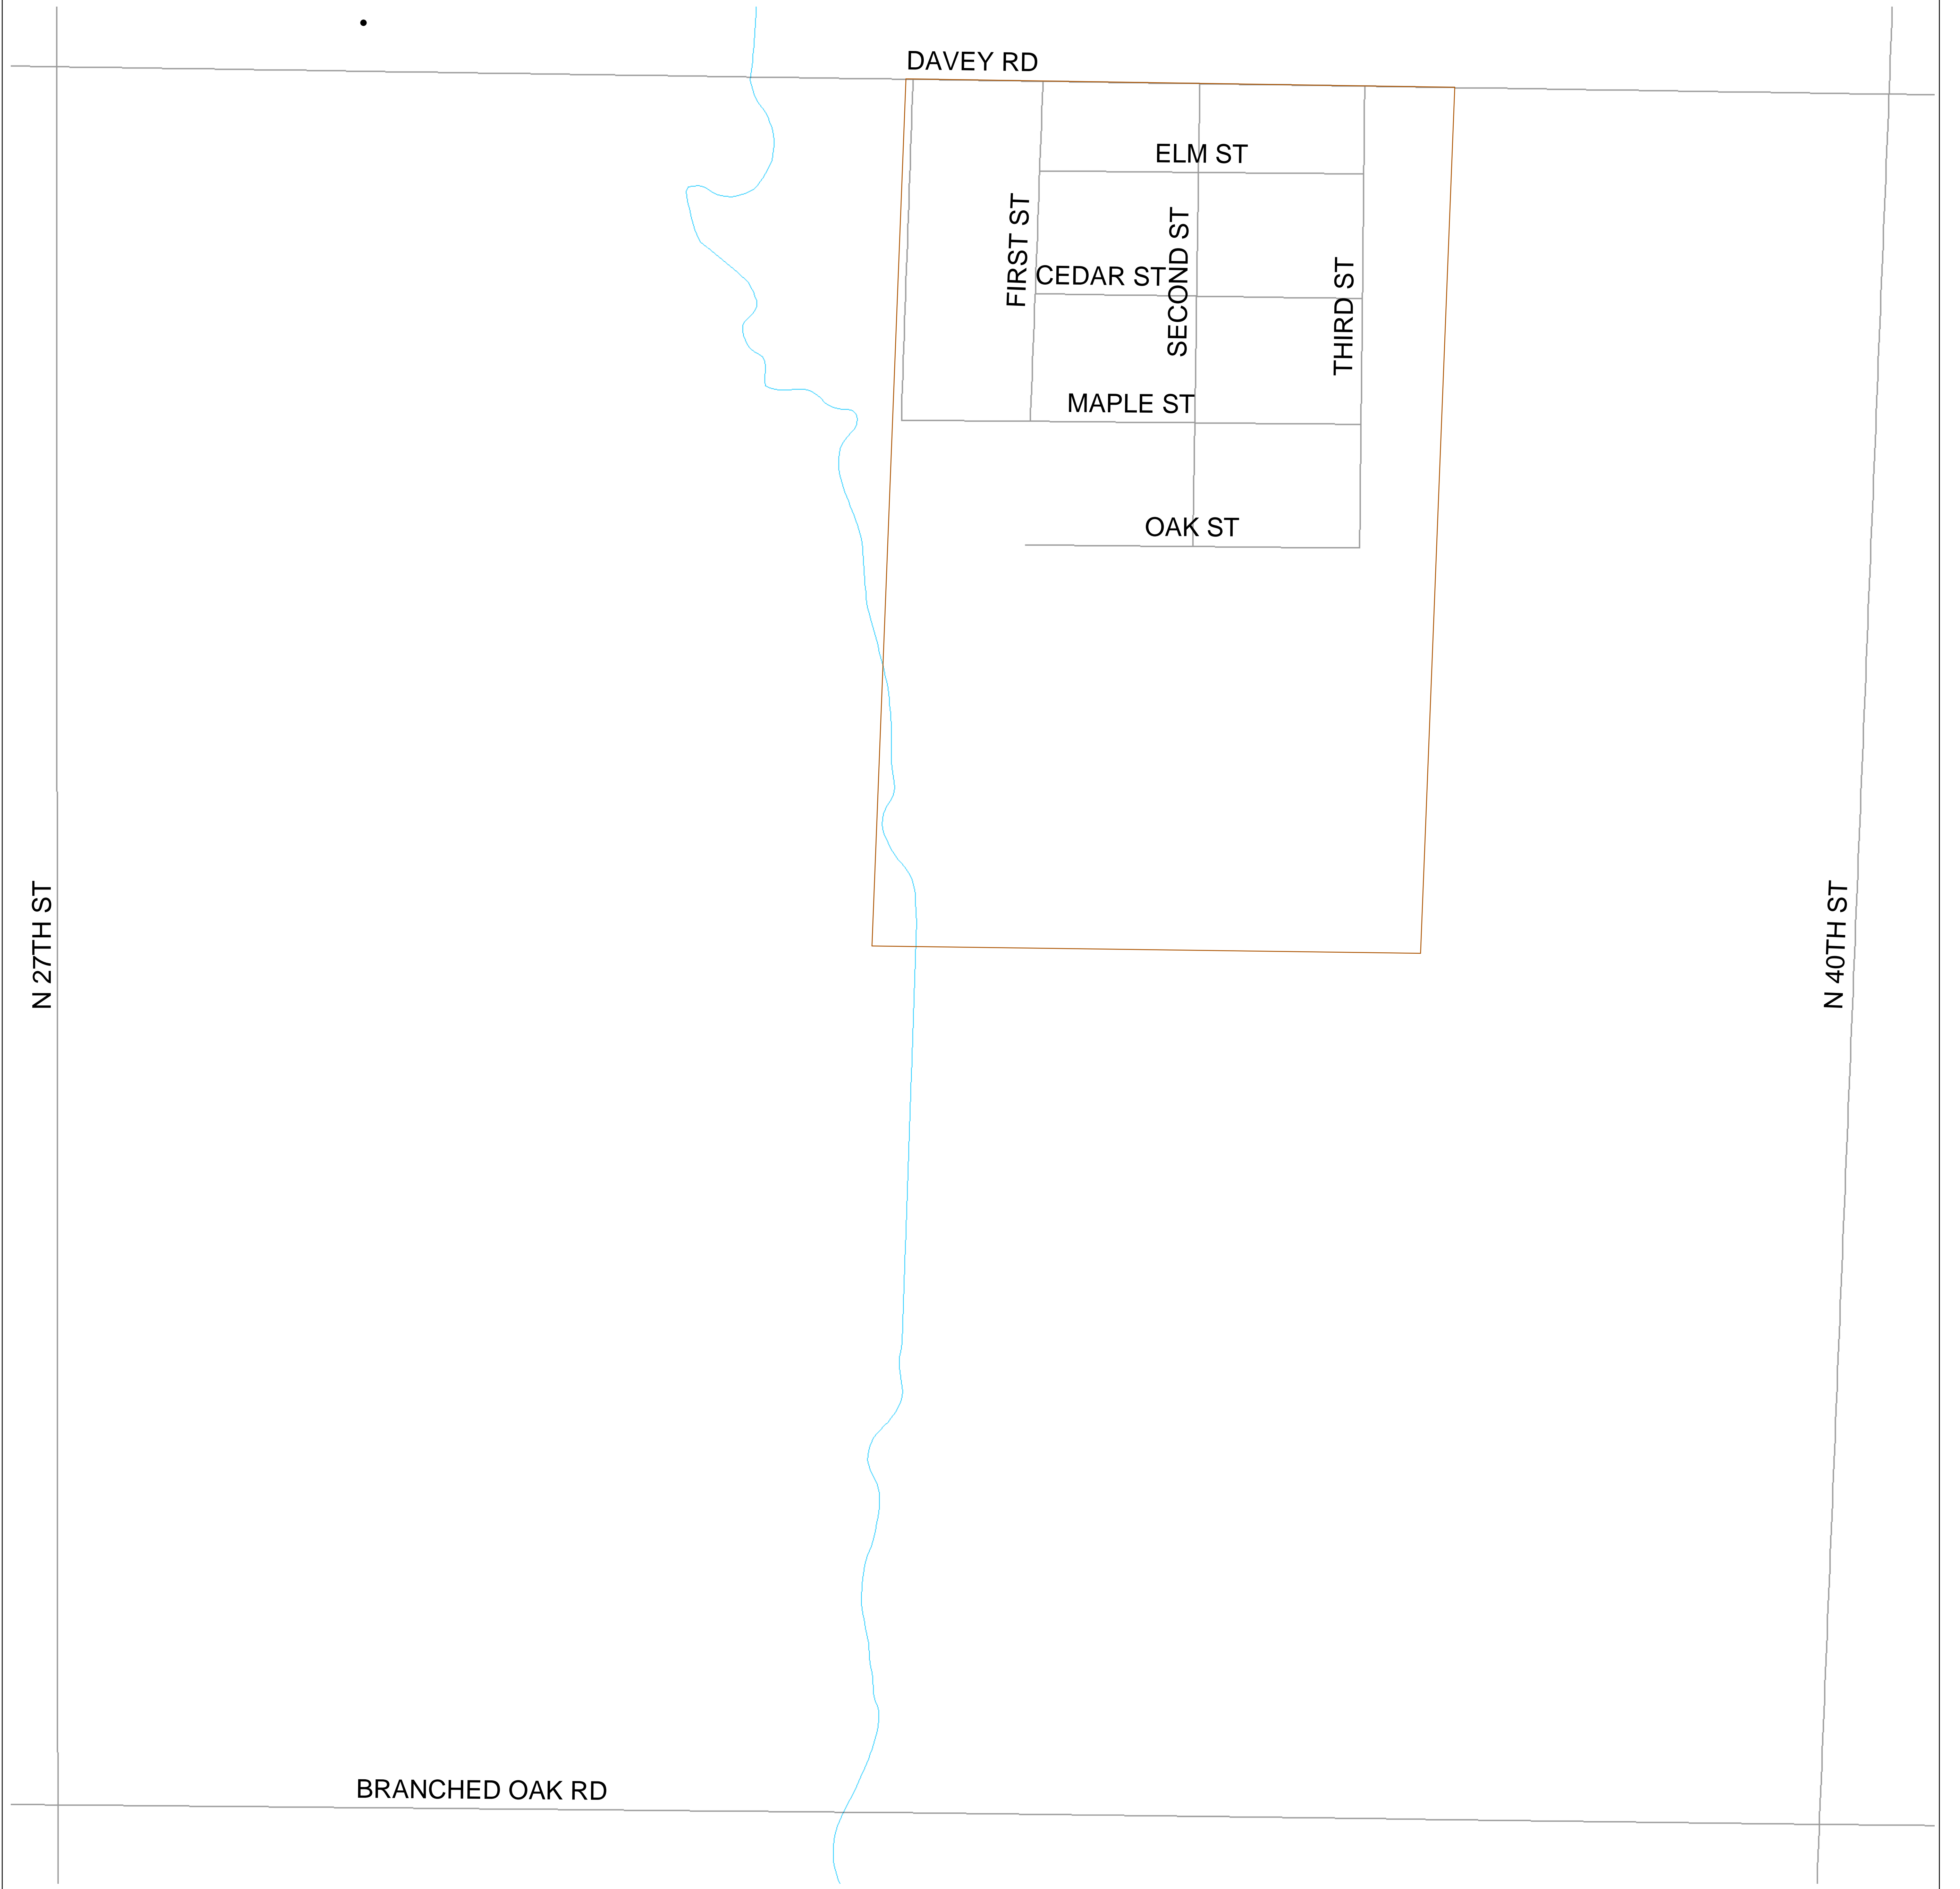 DAVEY RD
ELM ST
FIRST ST
SECOND ST
CEDAR ST
THIRD ST
MAPLE ST
OAK ST
N 27TH ST
N 40TH ST
BRANCHED OAK RD